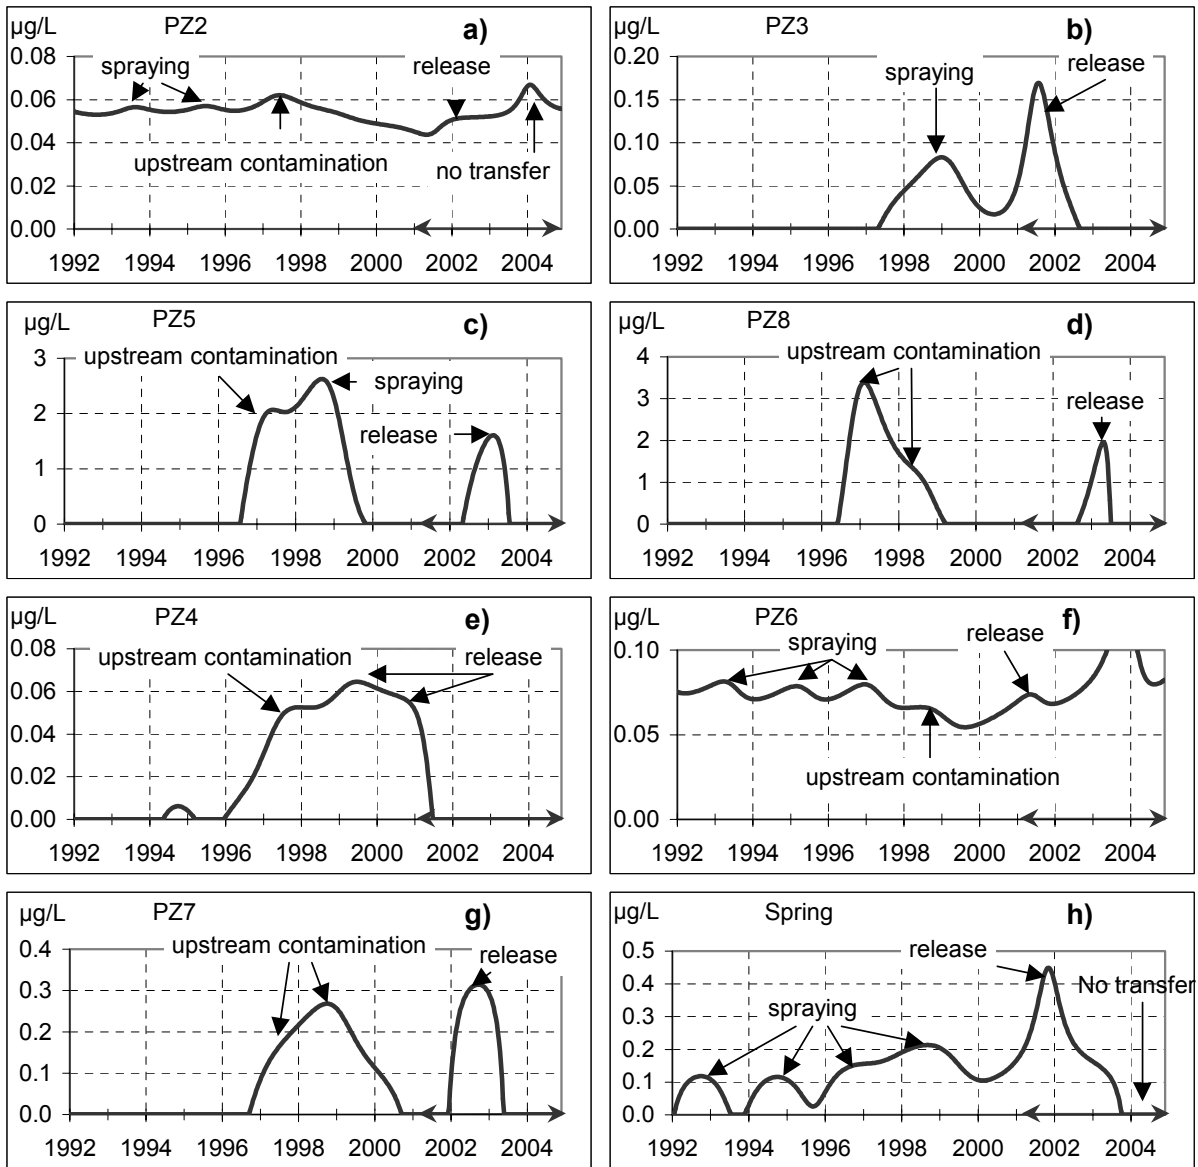 µg/L PZ2 a)
0.08 spraying release
0.06
0.04 upstream contamination
0.02 no transfer
0.00
1992 1994 1996 1998 2000 2002 2004
µg/L PZ3 b)
0.20 release
0.15 spraying
0.10
0.05
0.00
1992 1994 1996 1998 2000 2002 2004
µg/L PZ5 c)
3 upstream contamination
spraying
2 release
1
0
1992 1994 1996 1998 2000 2002 2004
µg/L PZ8 d)
4 upstream contamination
3 release
2
1
0
1992 1994 1996 1998 2000 2002 2004
µg/L PZ4 e)
0.08 upstream contamination release
0.06
0.04
0.02
0.00
1992 1994 1996 1998 2000 2002 2004
µg/L PZ6 f)
0.10 spraying release
0.05
upstream contamination
0.00
1992 1994 1996 1998 2000 2002 2004
µg/L PZ7 g)
0.4 upstream contamination release
0.3
0.2
0.1
0.0
1992 1994 1996 1998 2000 2002 2004
µg/L Spring h)
0.5 release
0.4 No transfer
0.3 spraying
0.2
0.1
0.0
1992 1994 1996 1998 2000 2002 2004